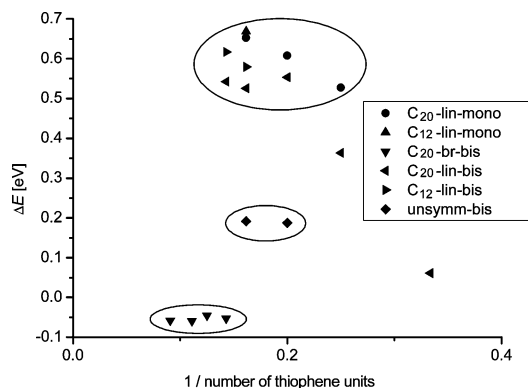 0.7
0.6
0.5
0.4
0.3
0.2
0.1
0.0
-0.1
ΔE [eV]
C20-lin-mono
C12-lin-mono
C20-br-bis
C20-lin-bis
C12-lin-bis
unsymm-bis
0.0 0.2 0.4
1 / number of thiophene units